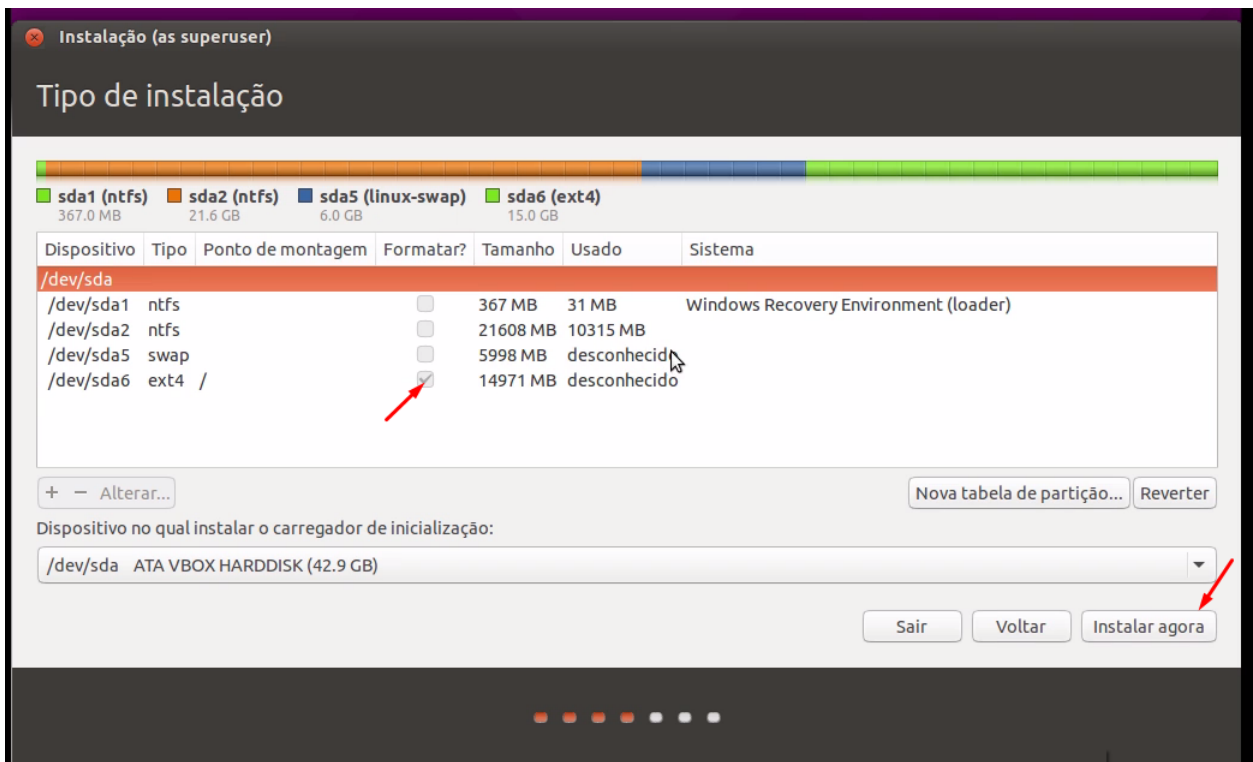 Instalação (as superuser)
Tipo de instalação
sda1 (ntfs) sda2 (ntfs) sda5 (linux-swap) sda6 (ext4)
367.0 MB 21.6 GB 6.0 GB 15.0 GB
Dispositivo Tipo Ponto de montagem Formatar? Tamanho Usado Sistema
/dev/sda
/dev/sda1 ntfs 367 MB 31 MB Windows Recovery Environment (loader)
/dev/sda2 ntfs 21608 MB 10315 MB
/dev/sda5 swap 5998 MB desconhecido
/dev/sda6 ext4 / 14971 MB desconhecido
+ − Alterar... Nova tabela de partição... Reverter
Dispositivo no qual instalar o carregador de inicialização:
/dev/sda ATA VBOX HARDDISK (42.9 GB)
Sair Voltar Instalar agora